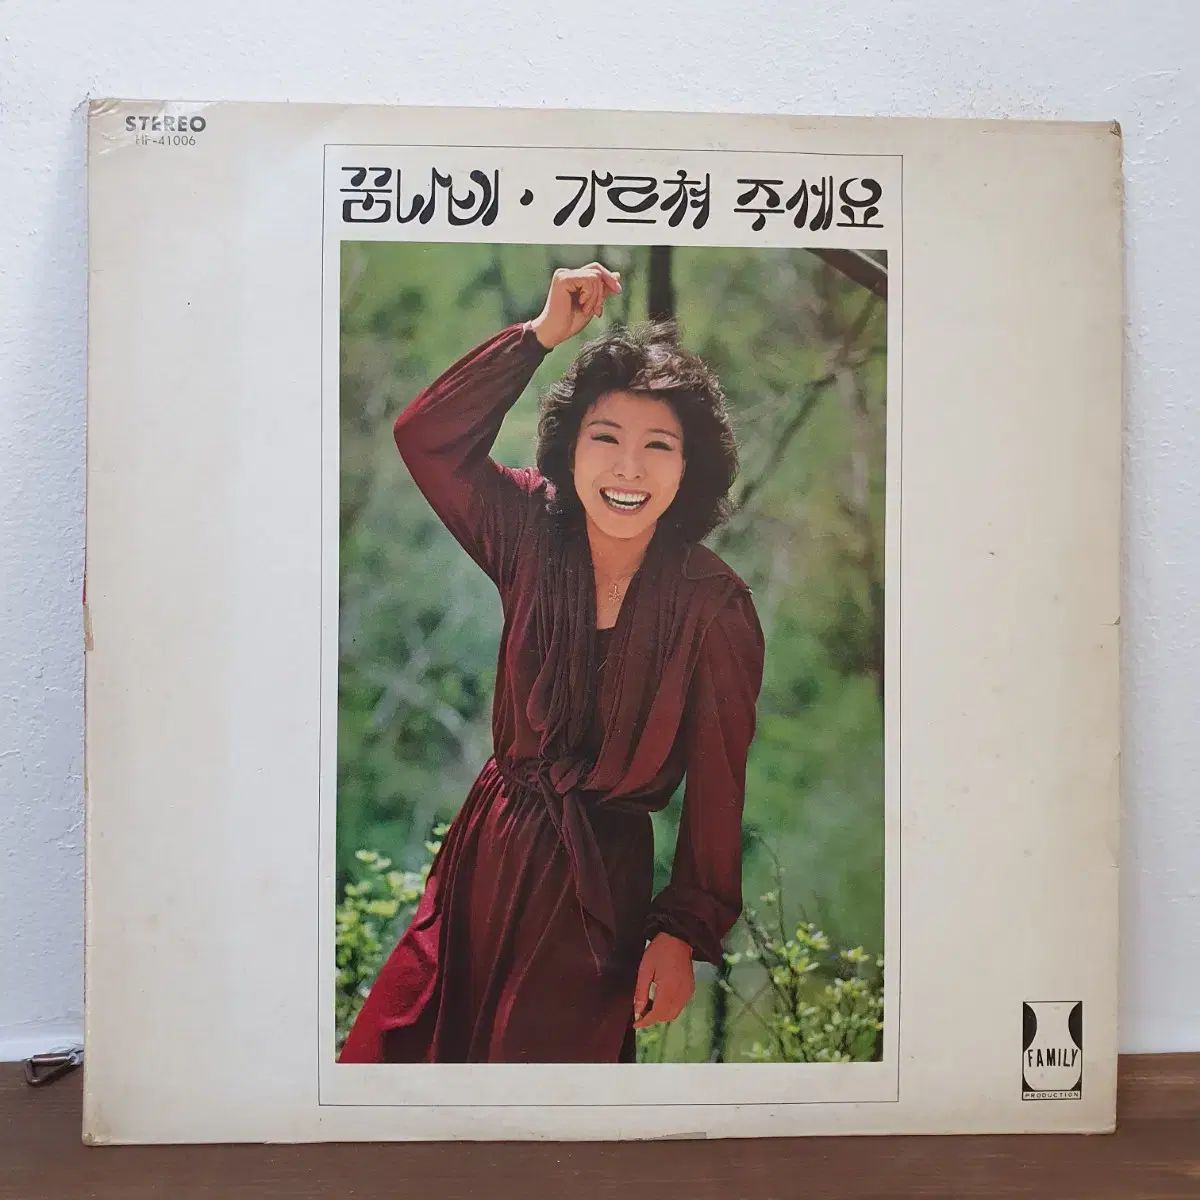 STEREO
HF-41006
꿈나비 · 가르쳐 주세요
FAMILY
PRODUCTION